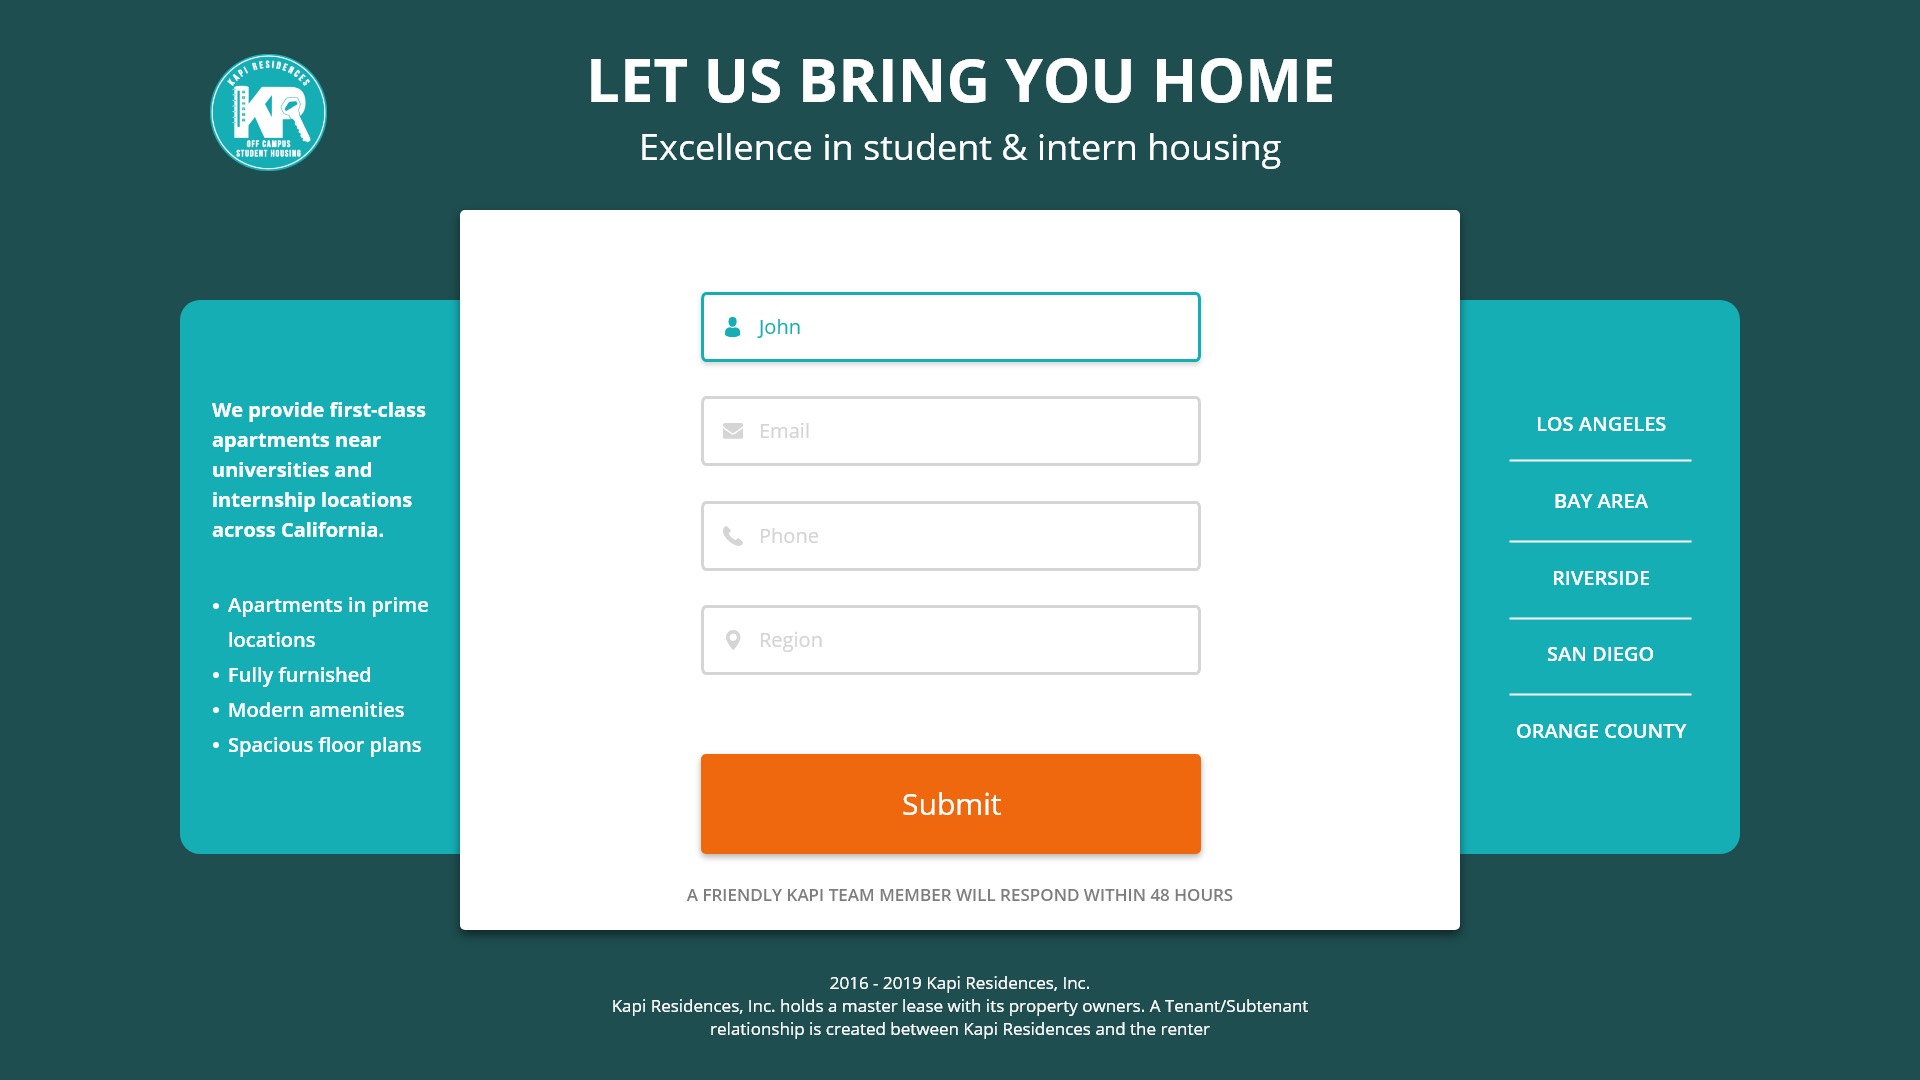 KAPI RESIDENCES
KR
OFF CAMPUS
STUDENT HOUSING
LET US BRING YOU HOME
Excellence in student & intern housing
We provide first-class
apartments near
universities and
internship locations
across California.
• Apartments in prime
locations
• Fully furnished
• Modern amenities
• Spacious floor plans
John
Email
Phone
Region
Submit
A FRIENDLY KAPI TEAM MEMBER WILL RESPOND WITHIN 48 HOURS
LOS ANGELES
BAY AREA
RIVERSIDE
SAN DIEGO
ORANGE COUNTY
2016 - 2019 Kapi Residences, Inc.
Kapi Residences, Inc. holds a master lease with its property owners. A Tenant/Subtenant
relationship is created between Kapi Residences and the renter